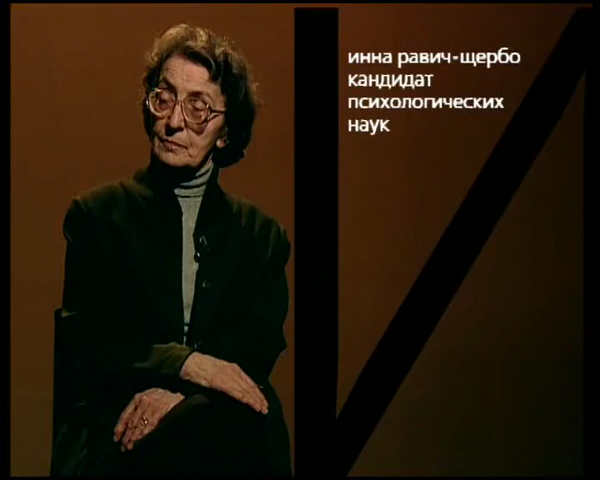 инна равич-щербо
кандидат
психологических
наук